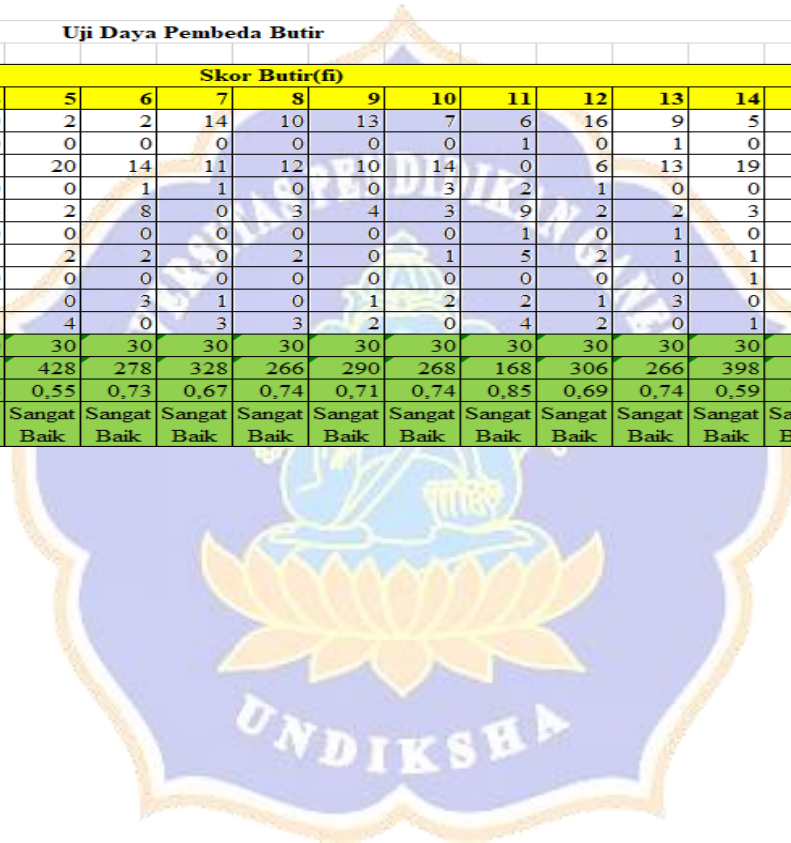 Uji Daya Pembeda Butir
Skor Butir(fi)
5 6 7 8 9 10 11 12 13 14
2 2 14 10 13 7 6 16 9 5
0 0 0 0 0 0 1 0 1 0
20 14 11 12 10 14 0 6 13 19
0 1 1 0 0 3 2 1 0 0
2 8 0 3 4 3 9 2 2 3
0 0 0 0 0 0 1 0 1 0
2 2 0 2 0 1 5 2 1 1
0 0 0 0 0 0 0 0 0 1
0 3 1 0 1 2 2 1 3 0
4 0 3 3 2 0 4 2 0 1
30 30 30 30 30 30 30 30 30 30
428 278 328 266 290 268 168 306 266 398
0,55 0,73 0,67 0,74 0,71 0,74 0,85 0,69 0,74 0,59
Sangat Sangat Sangat Sangat Sangat Sangat Sangat Sangat Sangat Sangat Sa
Baik Baik Baik Baik Baik Baik Baik Baik Baik Baik B
UNDIKSHA